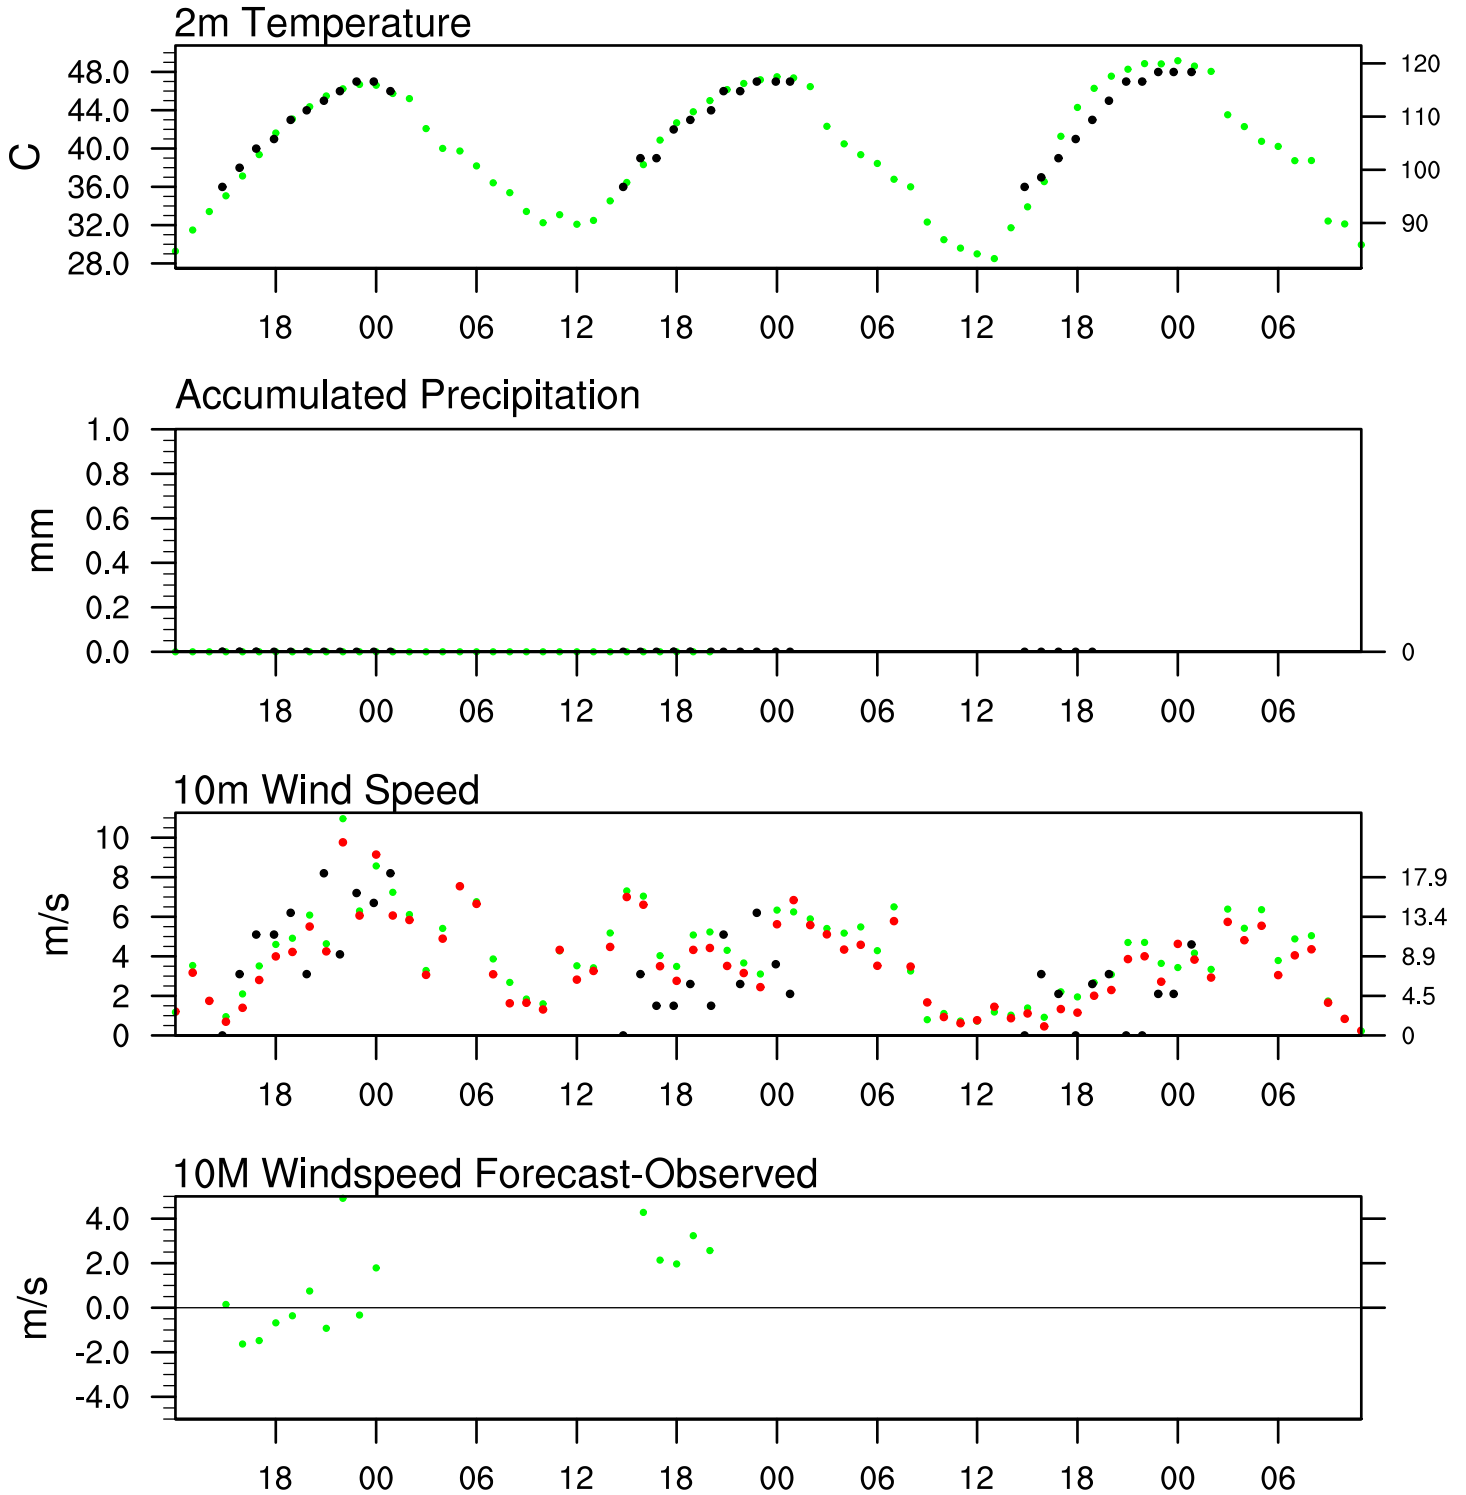 2m Temperature
48.0
44.0
40.0
36.0
32.0
28.0
C
120
110
100
90
18 00 06 12 18 00 06 12 18 00 06
Accumulated Precipitation
1.0
0.8
0.6
0.4
0.2
0.0
mm
0
18 00 06 12 18 00 06 12 18 00 06
10m Wind Speed
10
8
6
4
2
0
m/s
17.9
13.4
8.9
4.5
0
18 00 06 12 18 00 06 12 18 00 06
10M Windspeed Forecast-Observed
4.0
2.0
0.0
-2.0
-4.0
m/s
18 00 06 12 18 00 06 12 18 00 06